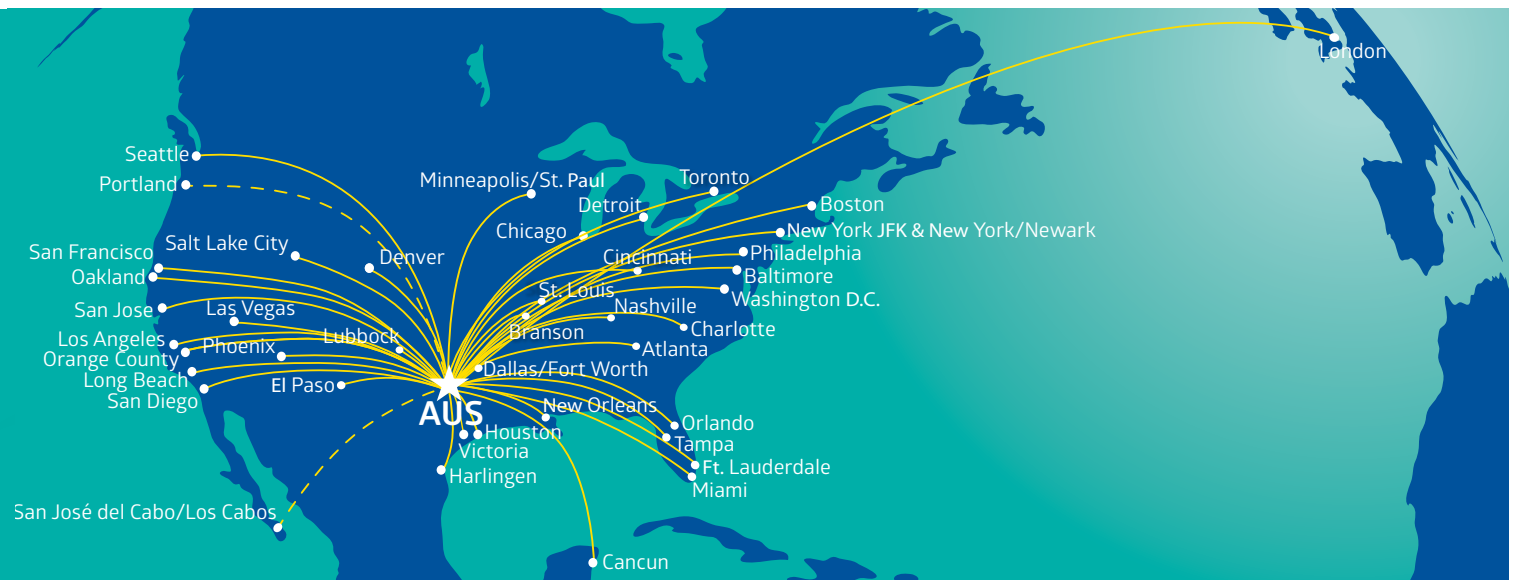 London
Seattle
Portland
Minneapolis/St. Paul
Toronto
Detroit
Boston
Chicago
New York JFK & New York/Newark
San Francisco
Salt Lake City
Denver
Cincinnati
Philadelphia
Oakland
Baltimore
St. Louis
Washington D.C.
San Jose
Las Vegas
Nashville
Branson
Charlotte
Los Angeles
Phoenix
Lubbock
Atlanta
Orange County
Dallas/Fort Worth
Long Beach
El Paso
San Diego
AUS
New Orleans
Orlando
Houston
Tampa
Victoria
Ft. Lauderdale
Harlingen
Miami
San José del Cabo/Los Cabos
Cancun